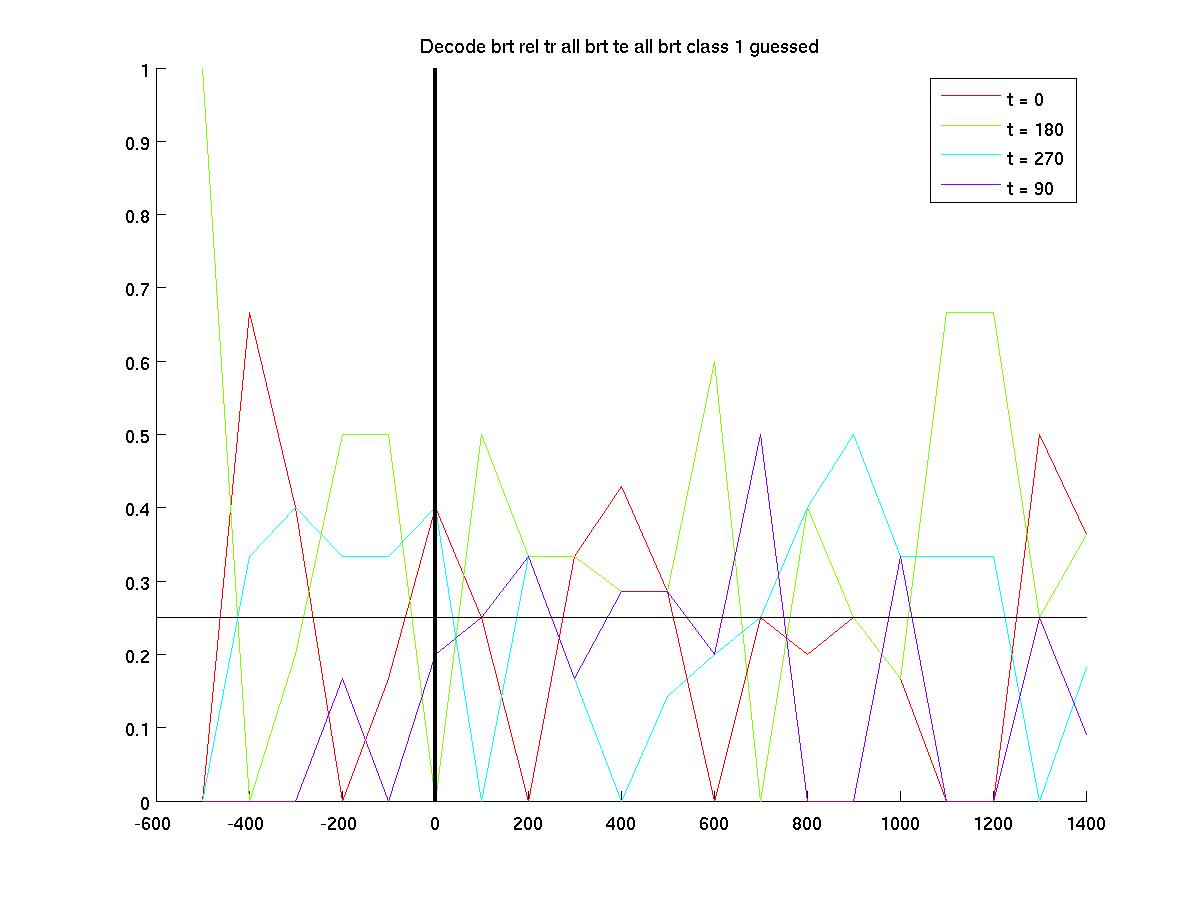 Decode brt rel tr all brt te all brt class 1 guessed
t = 0
t = 180
t = 270
t = 90
1
0.9
0.8
0.7
0.6
0.5
0.4
0.3
0.2
0.1
0
-600 -400 -200 0 200 400 600 800 1000 1200 1400